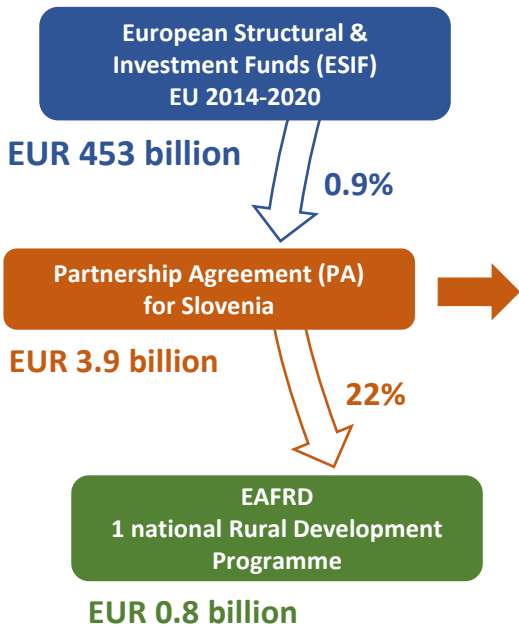 European Structural &
Investment Funds (ESIF)
EU 2014-2020
EUR 453 billion
0.9%
Partnership Agreement (PA)
for Slovenia
EUR 3.9 billion
22%
EAFRD
1 national Rural Development
Programme
EUR 0.8 billion